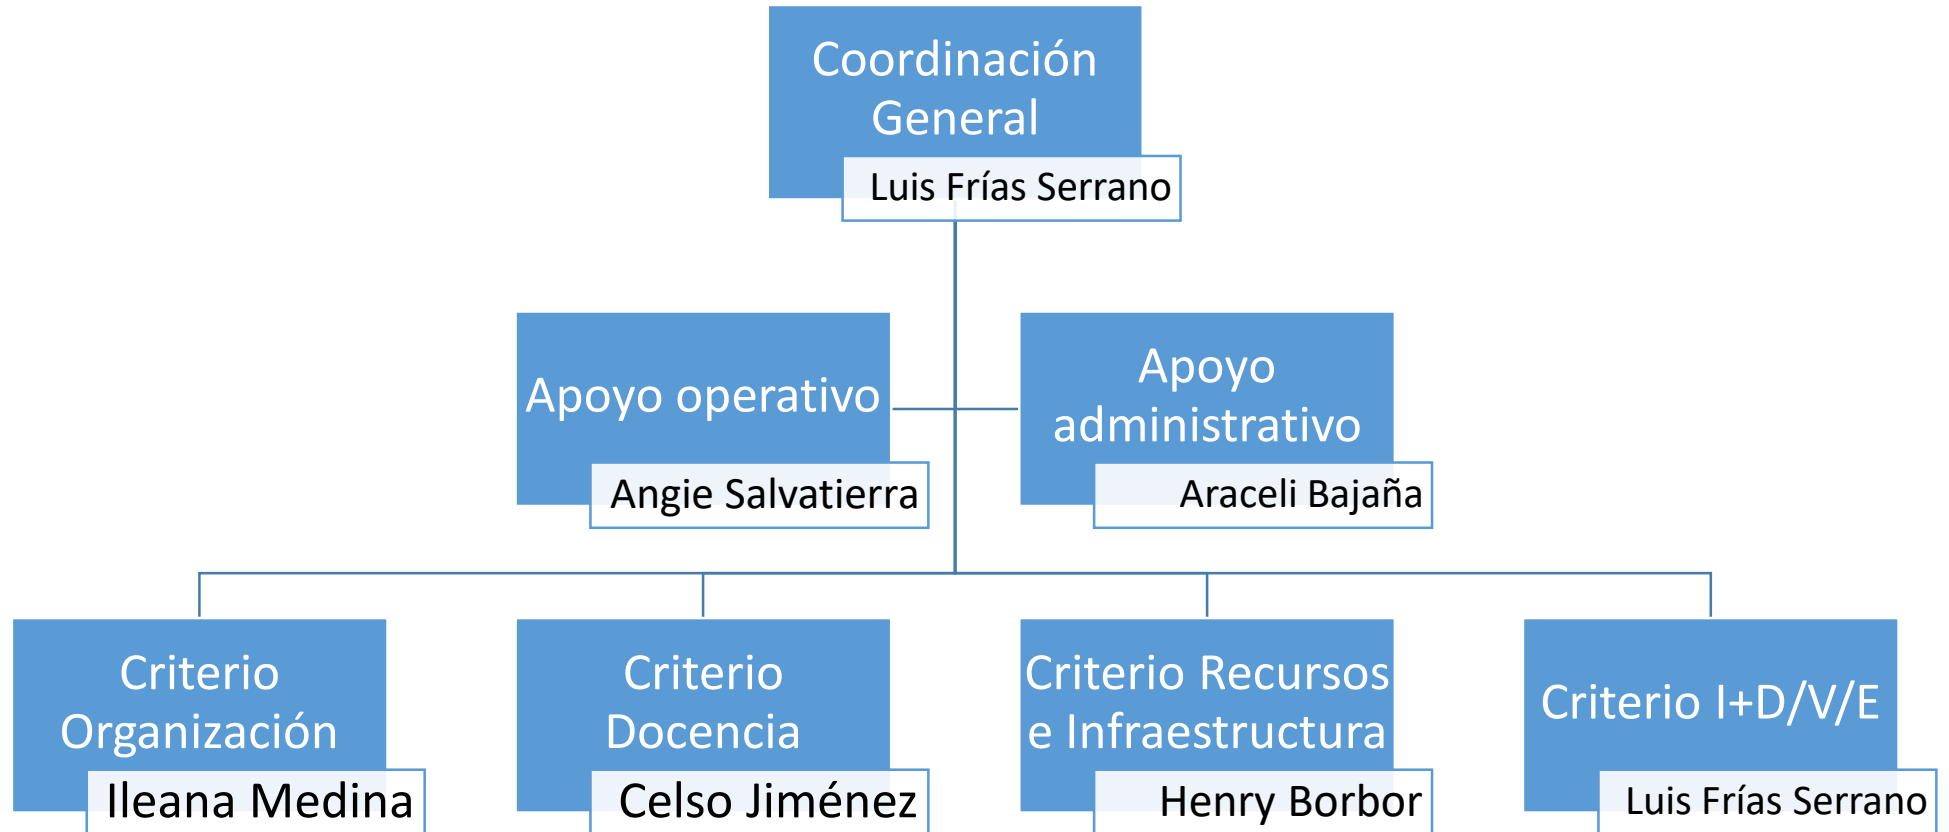 Coordinación
General
Luis Frías Serrano
Apoyo operativo
Angie Salvatierra
Apoyo
administrativo
Araceli Bajaña
Criterio
Organización
Ileana Medina
Criterio
Docencia
Celso Jiménez
Criterio Recursos
e Infraestructura
Henry Borbor
Criterio I+D/V/E
Luis Frías Serrano